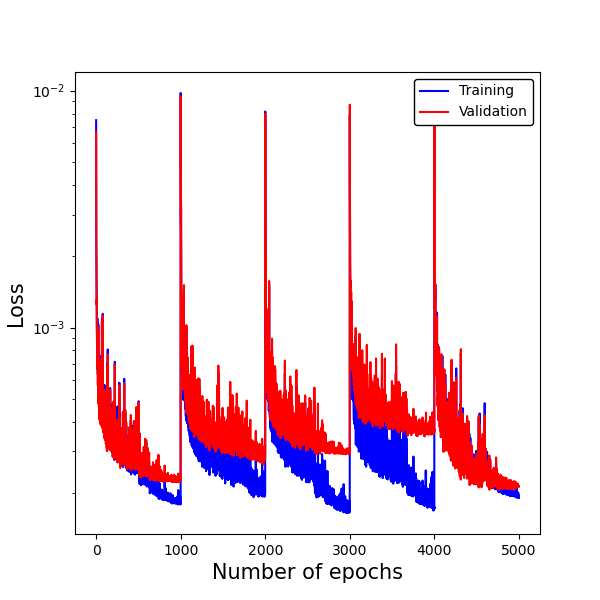 Training
Validation
10⁻²
10⁻³
Loss
0 1000 2000 3000 4000 5000
Number of epochs